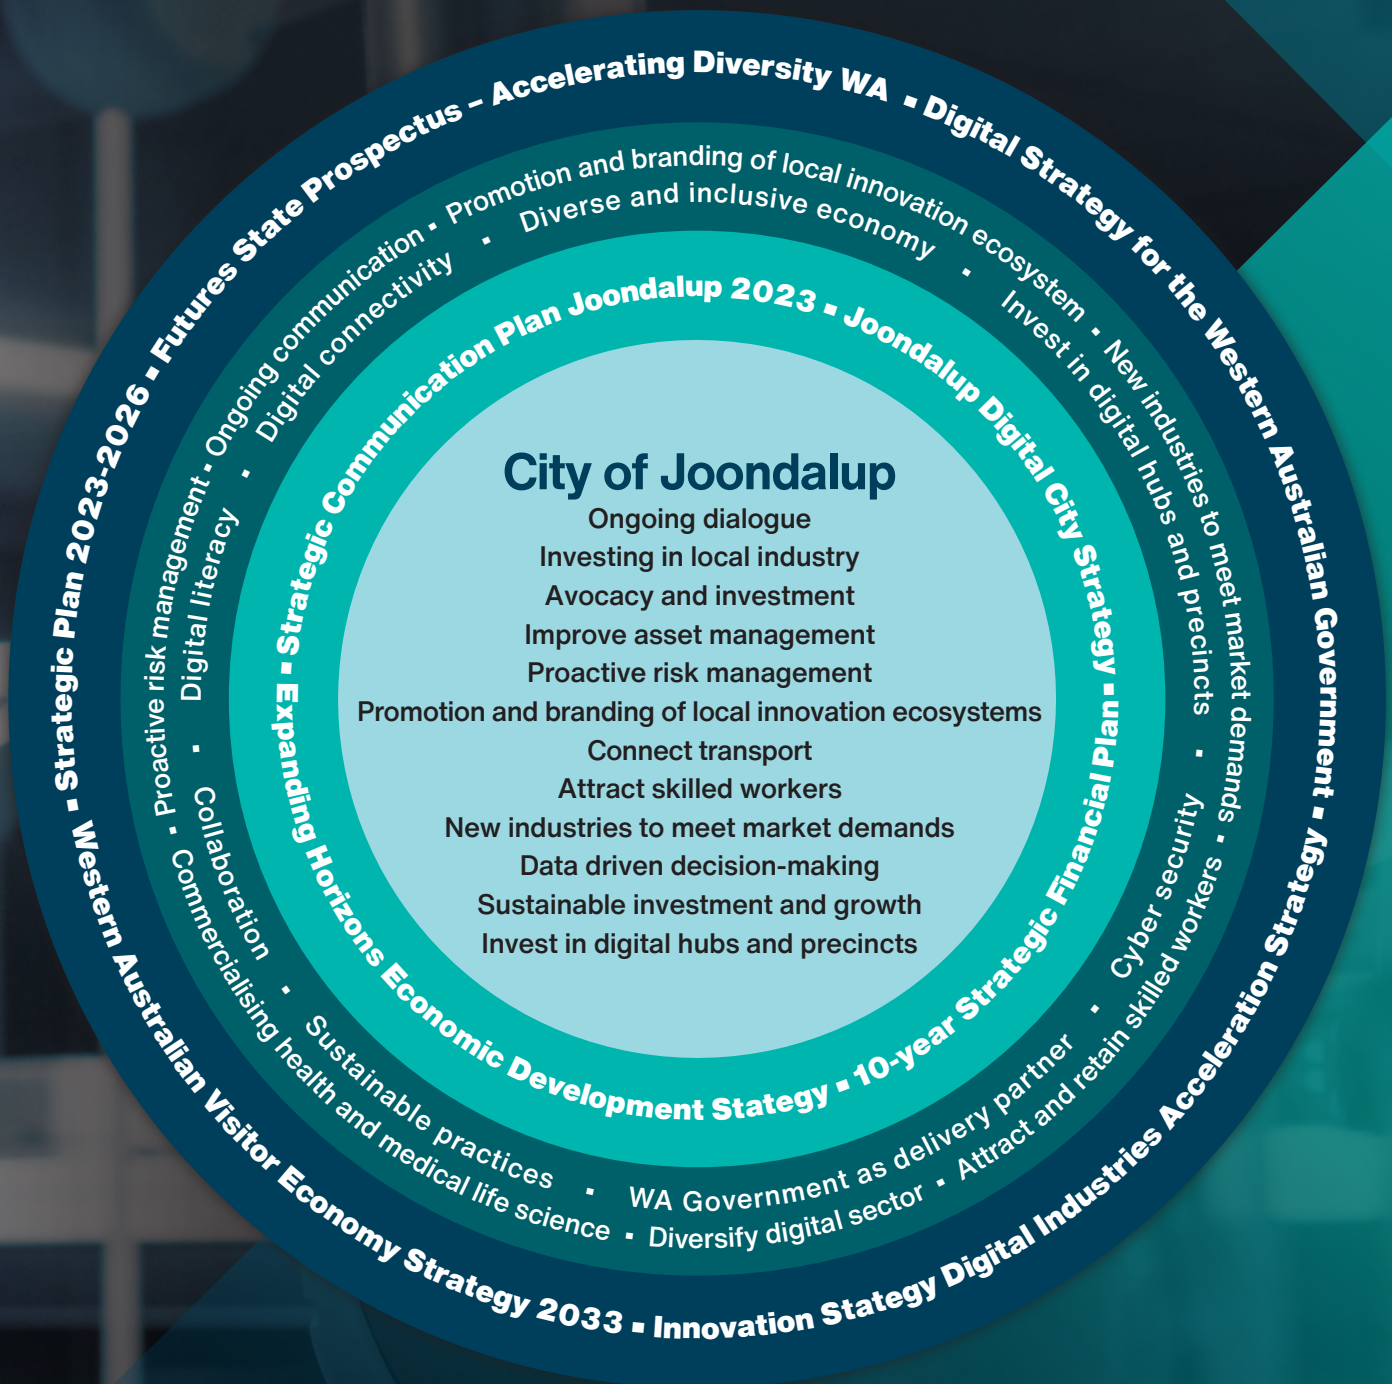 Strategic Plan 2023-2026 ▪ Futures State Prospectus – Accelerating Diversity WA ▪ Digital Strategy for the Western Australian Government ▪ Innovation Stategy Digital Industries Acceleration Strategy ▪ Western Australian Visitor Economy Strategy 2033 ▪
Promotion and branding of local innovation ecosystem ▪ New industries to meet market demands ▪ Attract and retain skilled workers ▪ Diversify digital sector ▪ Commercialising health and medical life science ▪ Proactive risk management ▪ Ongoing communication ▪
Diverse and inclusive economy ▪ Invest in digital hubs and precincts ▪ Cyber security ▪ WA Government as delivery partner ▪ Sustainable practices ▪ Collaboration ▪ Digital literacy ▪ Digital connectivity ▪
Strategic Communication Plan Joondalup 2023 ▪ Joondalup Digital City Strategy ▪ 10-year Strategic Financial Plan ▪ Expanding Horizons Economic Development Stategy ▪
City of Joondalup
Ongoing dialogue
Investing in local industry
Avocacy and investment
Improve asset management
Proactive risk management
Promotion and branding of local innovation ecosystems
Connect transport
Attract skilled workers
New industries to meet market demands
Data driven decision-making
Sustainable investment and growth
Invest in digital hubs and precincts